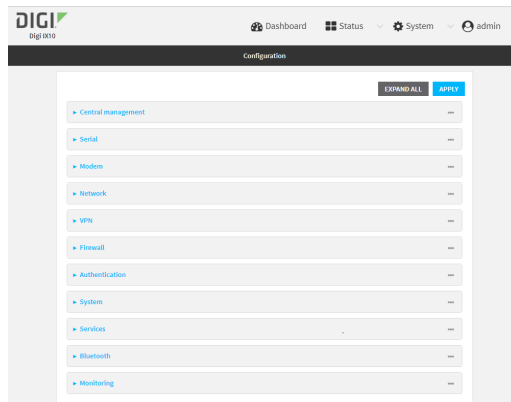 DIGI
Digi IX10
Dashboard Status System admin
Configuration
EXPAND ALL APPLY
Central management
Serial
Modem
Network
VPN
Firewall
Authentication
System
Services
Bluetooth
Monitoring